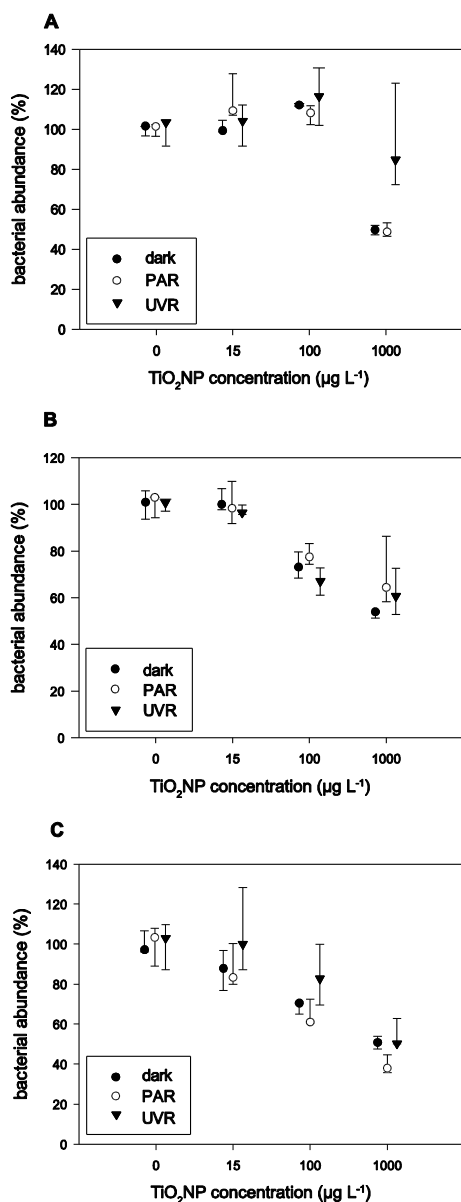 A
140
120
100
80
60
40
20
0
bacterial abundance (%)
dark
PAR
UVR
0 15 100 1000
TiO₂NP concentration (µg L⁻¹)
B
120
100
80
60
40
20
0
bacterial abundance (%)
dark
PAR
UVR
0 15 100 1000
TiO₂NP concentration (µg L⁻¹)
C
140
120
100
80
60
40
20
0
bacterial abundance (%)
dark
PAR
UVR
0 15 100 1000
TiO₂NP concentration (µg L⁻¹)